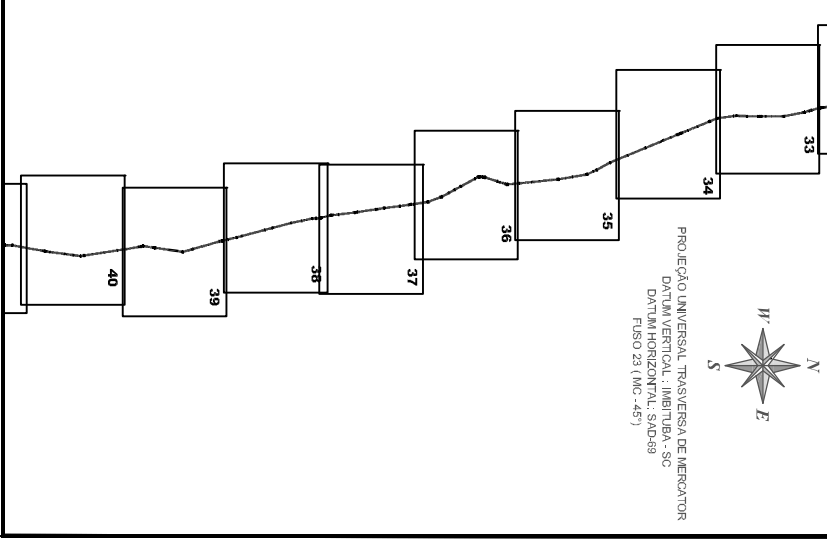 33
34
35
36
37
38
39
40
N
W
E
S
PROJEÇÃO UNIVERSAL TRASVERSA DE MERCATOR
DATUM VERTICAL : IMBITUBA - SC
DATUM HORIZONTAL: SAD-69
FUSO 23 ( MC - 45°)